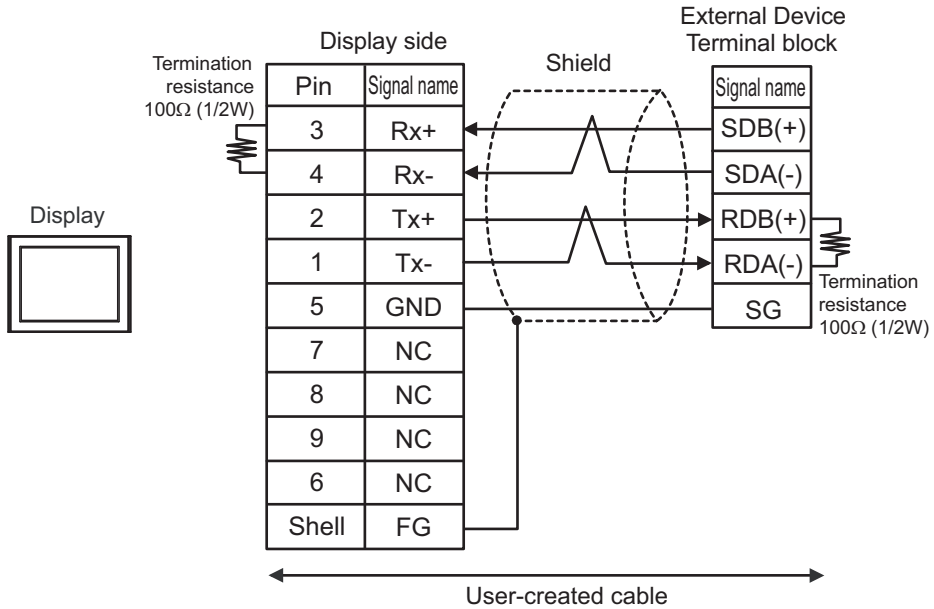 External Device
Terminal block
Display side
Shield
Termination
resistance
100Ω (1/2W)
Pin Signal name
Signal name
3 Rx+
SDB(+)
4 Rx-
SDA(-)
2 Tx+
RDB(+)
1 Tx-
RDA(-)
5 GND
SG
7 NC
8 NC
9 NC
6 NC
Shell FG
Display
Termination
resistance
100Ω (1/2W)
User-created cable